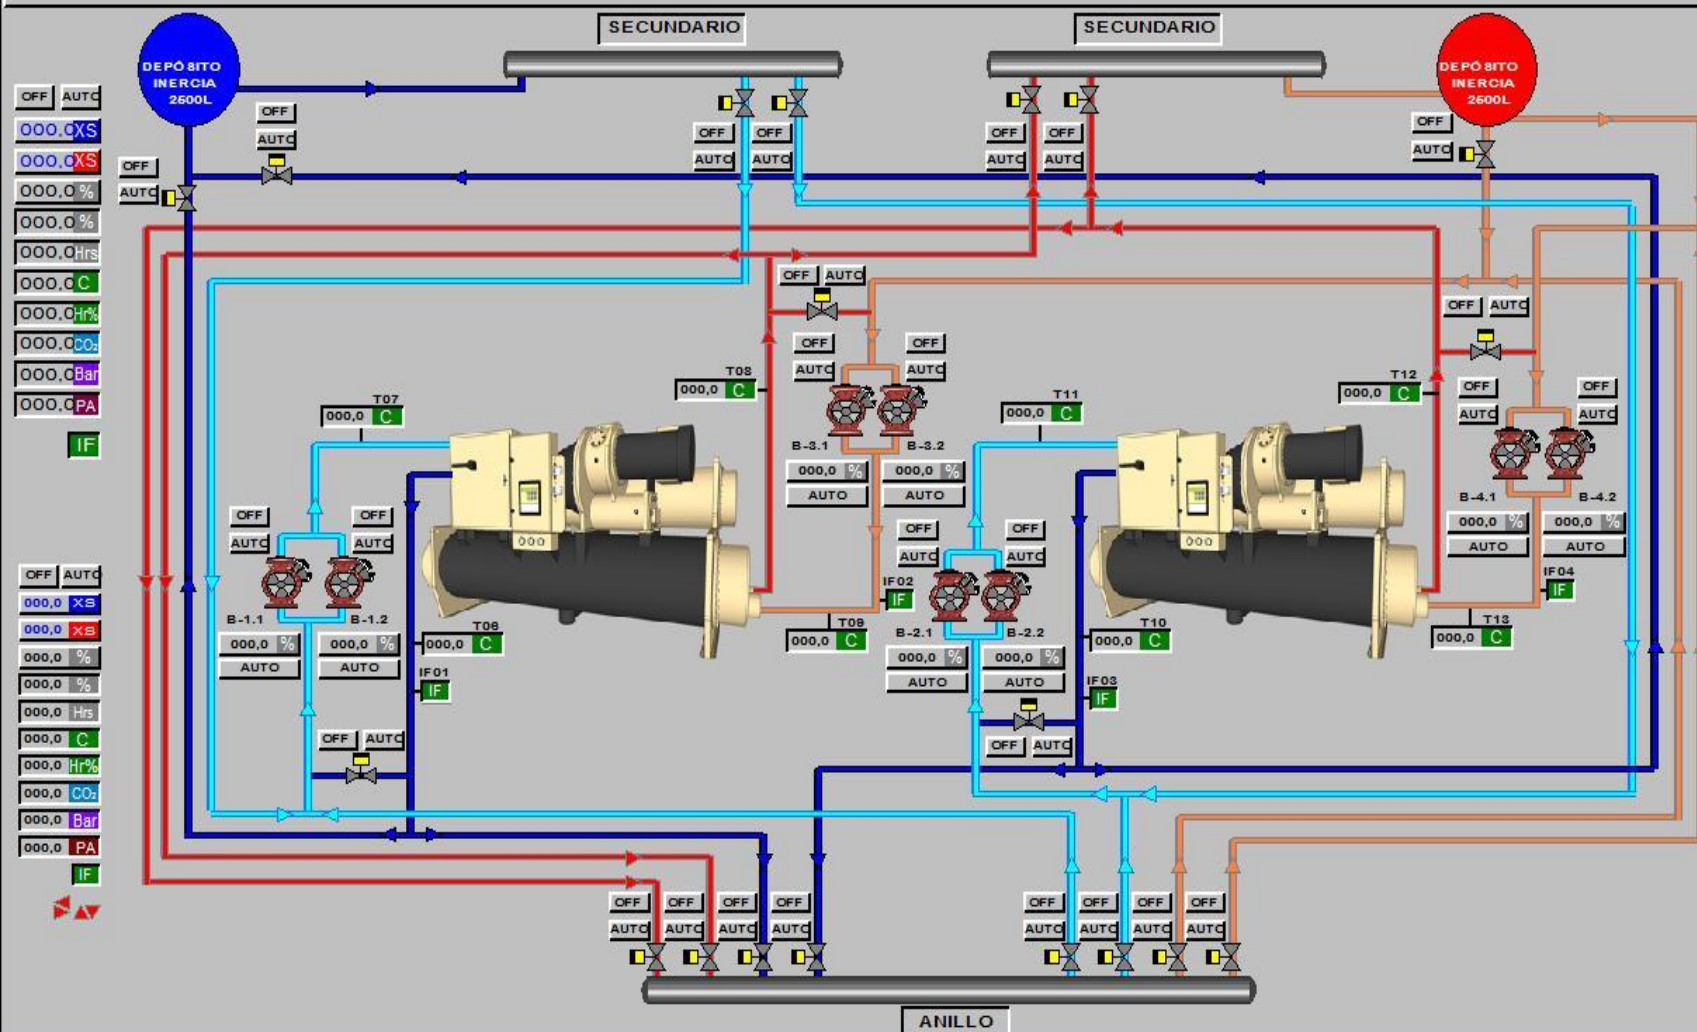 SECUNDARIO
SECUNDARIO
DEPÓSITO
INERCIA
2500L
DEPÓSITO
INERCIA
2500L
OFF AUTO
000,0 XS
000,0 XS
000,0 %
000,0 %
000,0 Hrs
000,0 C
000,0 Hr%
000,0 CO₂
000,0 Bar
000,0 PA
IF
OFF
AUTO
OFF
AUTO
OFF OFF
AUTO AUTO
OFF OFF
AUTO AUTO
OFF
AUTO
OFF AUTO
OFF AUTO
OFF OFF
AUTO AUTO
T08
000,0 C
B-3.1 B-3.2
000,0 % 000,0 %
AUTO AUTO
T12
000,0 C
OFF OFF
AUTO AUTO
B-4.1 B-4.2
000,0 % 000,0 %
AUTO AUTO
T07
000,0 C
T11
000,0 C
OFF OFF
AUTO AUTO
B-1.1 B-1.2
000,0 % 000,0 %
AUTO AUTO
T06
000,0 C
IF01
IF
OFF AUTO
OFF OFF
AUTO AUTO
IF02
IF
T09
000,0 C
B-2.1 B-2.2
000,0 % 000,0 %
AUTO AUTO
T10
000,0 C
IF03
IF
OFF AUTO
IF04
IF
T13
000,0 C
OFF AUTO
000,0 XS
000,0 XS
000,0 %
000,0 %
000,0 Hrs
000,0 C
000,0 Hr%
000,0 CO₂
000,0 Bar
000,0 PA
IF
OFF OFF OFF OFF
AUTO AUTO AUTO AUTO
OFF OFF OFF OFF
AUTO AUTO AUTO AUTO
ANILLO